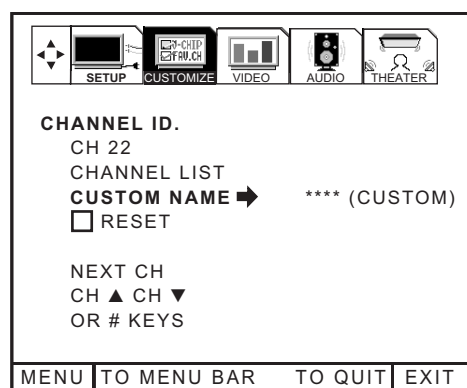 V-CHIP
FAV.CH
SETUP CUSTOMIZE VIDEO AUDIO THEATER
CHANNEL ID.
CH 22
CHANNEL LIST
CUSTOM NAME ➡ **** (CUSTOM)
☐ RESET
NEXT CH
CH ▲ CH ▼
OR # KEYS
MENU TO MENU BAR TO QUIT EXIT